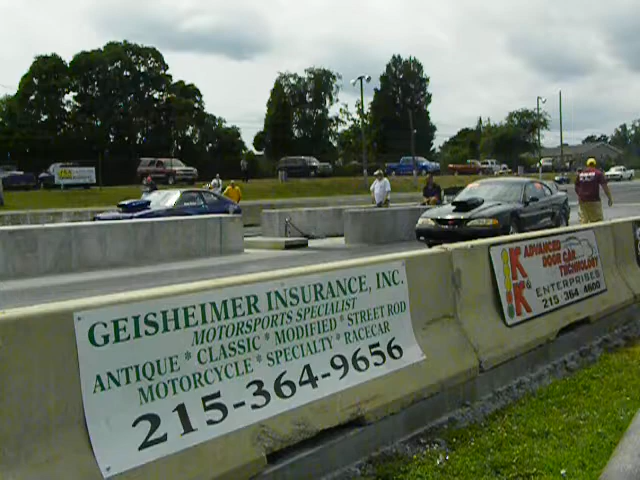 GEISHEIMER INSURANCE, INC.
MOTORSPORTS SPECIALIST
ANTIQUE * CLASSIC * MODIFIED * STREET ROD
MOTORCYCLE * SPECIALTY * RACECAR
215-364-9656
K & K
ADVANCED
DOOR CAR
TECHNOLOGY
ENTERPRISES
215 364 4600